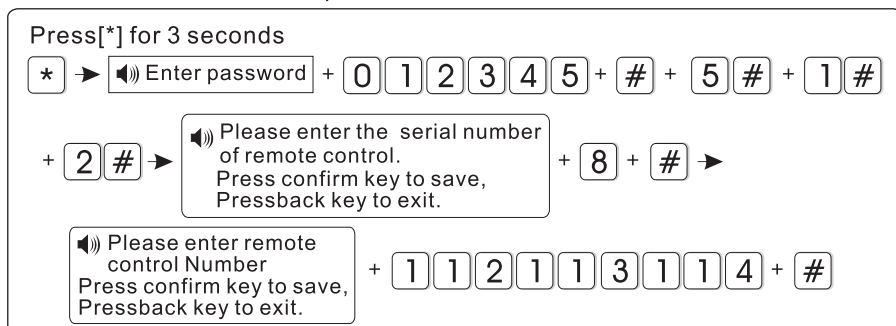 Press[*] for 3 seconds
* → Enter password + 0 1 2 3 4 5 + # + 5 # + 1 #
+ 2 # → Please enter the serial number
of remote control.
Press confirm key to save,
Pressback key to exit.
+ 8 + # →
Please enter remote
control Number
Press confirm key to save,
Pressback key to exit.
+ 1 1 2 1 1 3 1 1 4 + #